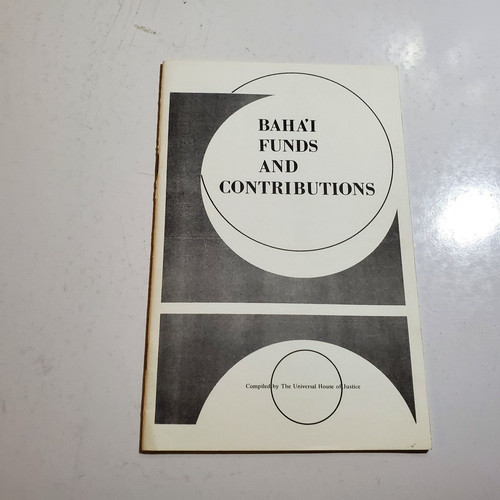 BAHA'I
FUNDS
AND
CONTRIBUTIONS
Compiled by The Universal House of Justice